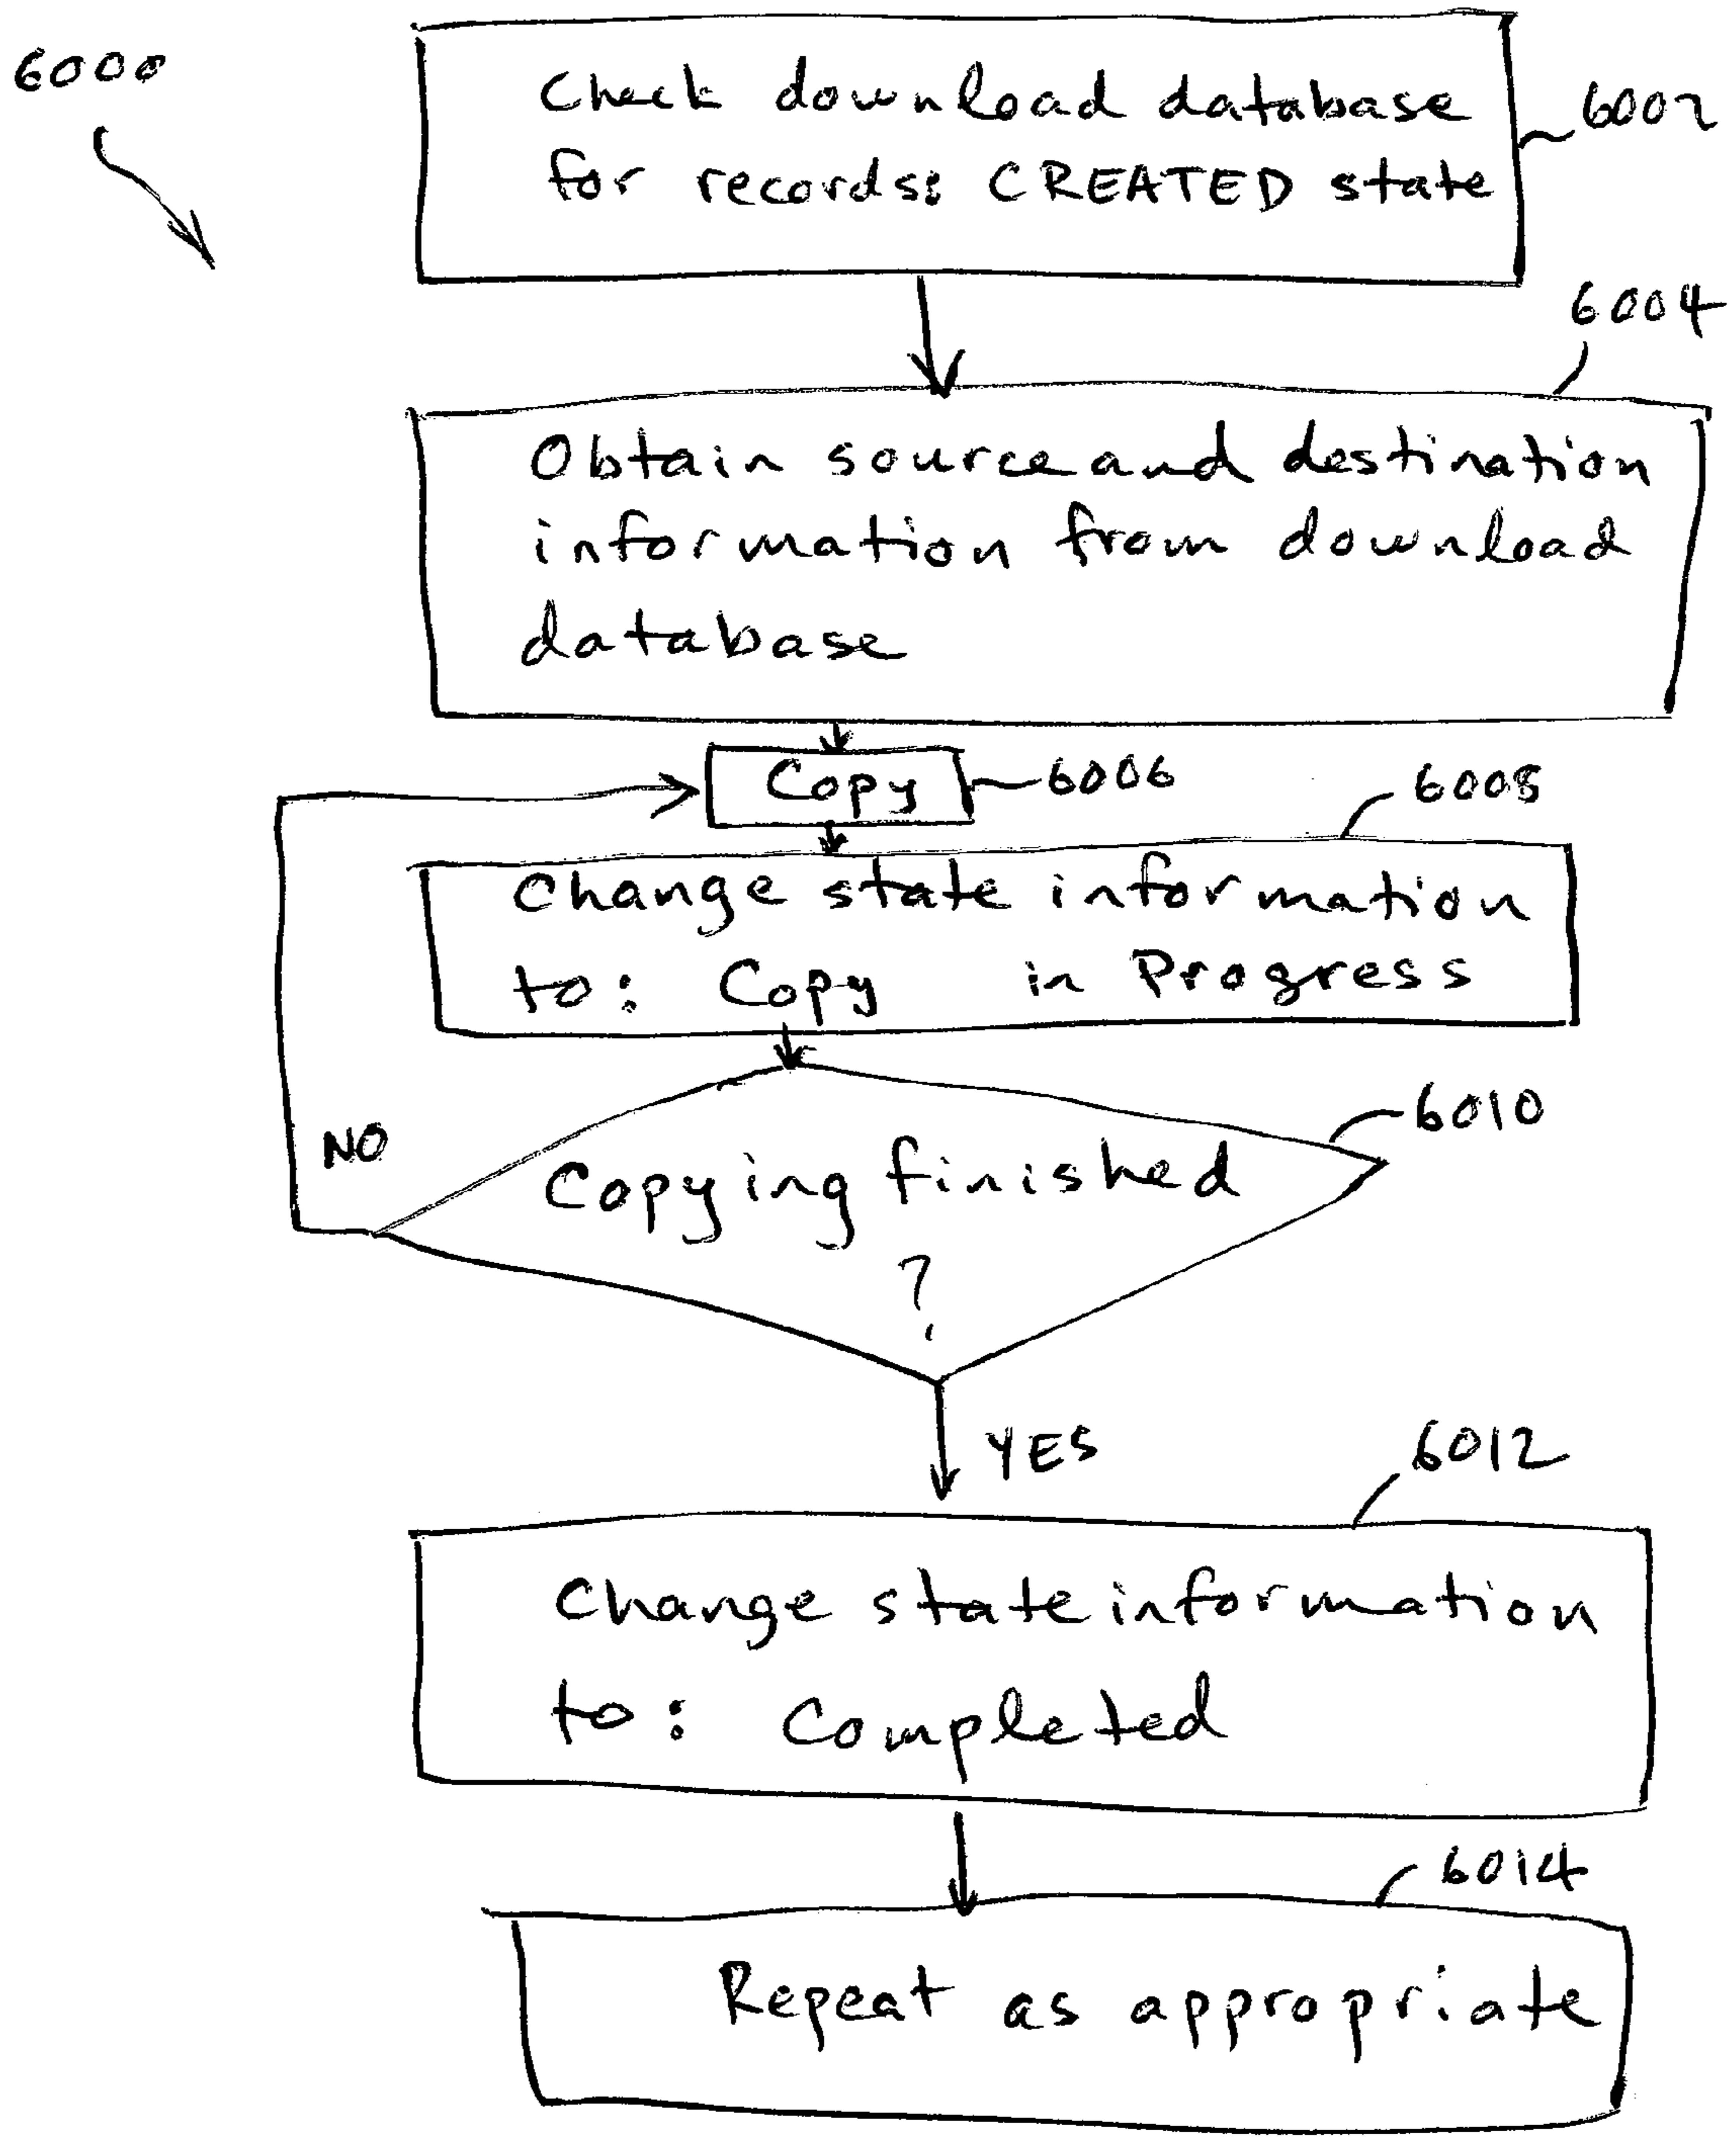 6000
Check download database
for records: CREATED state
6002
6004
Obtain source and destination
information from download
database
Copy
6006
6008
Change state information
to: Copy in Progress
6010
NO
Copying finished
?
YES
6012
Change state information
to: Completed
6014
Repeat as appropriate